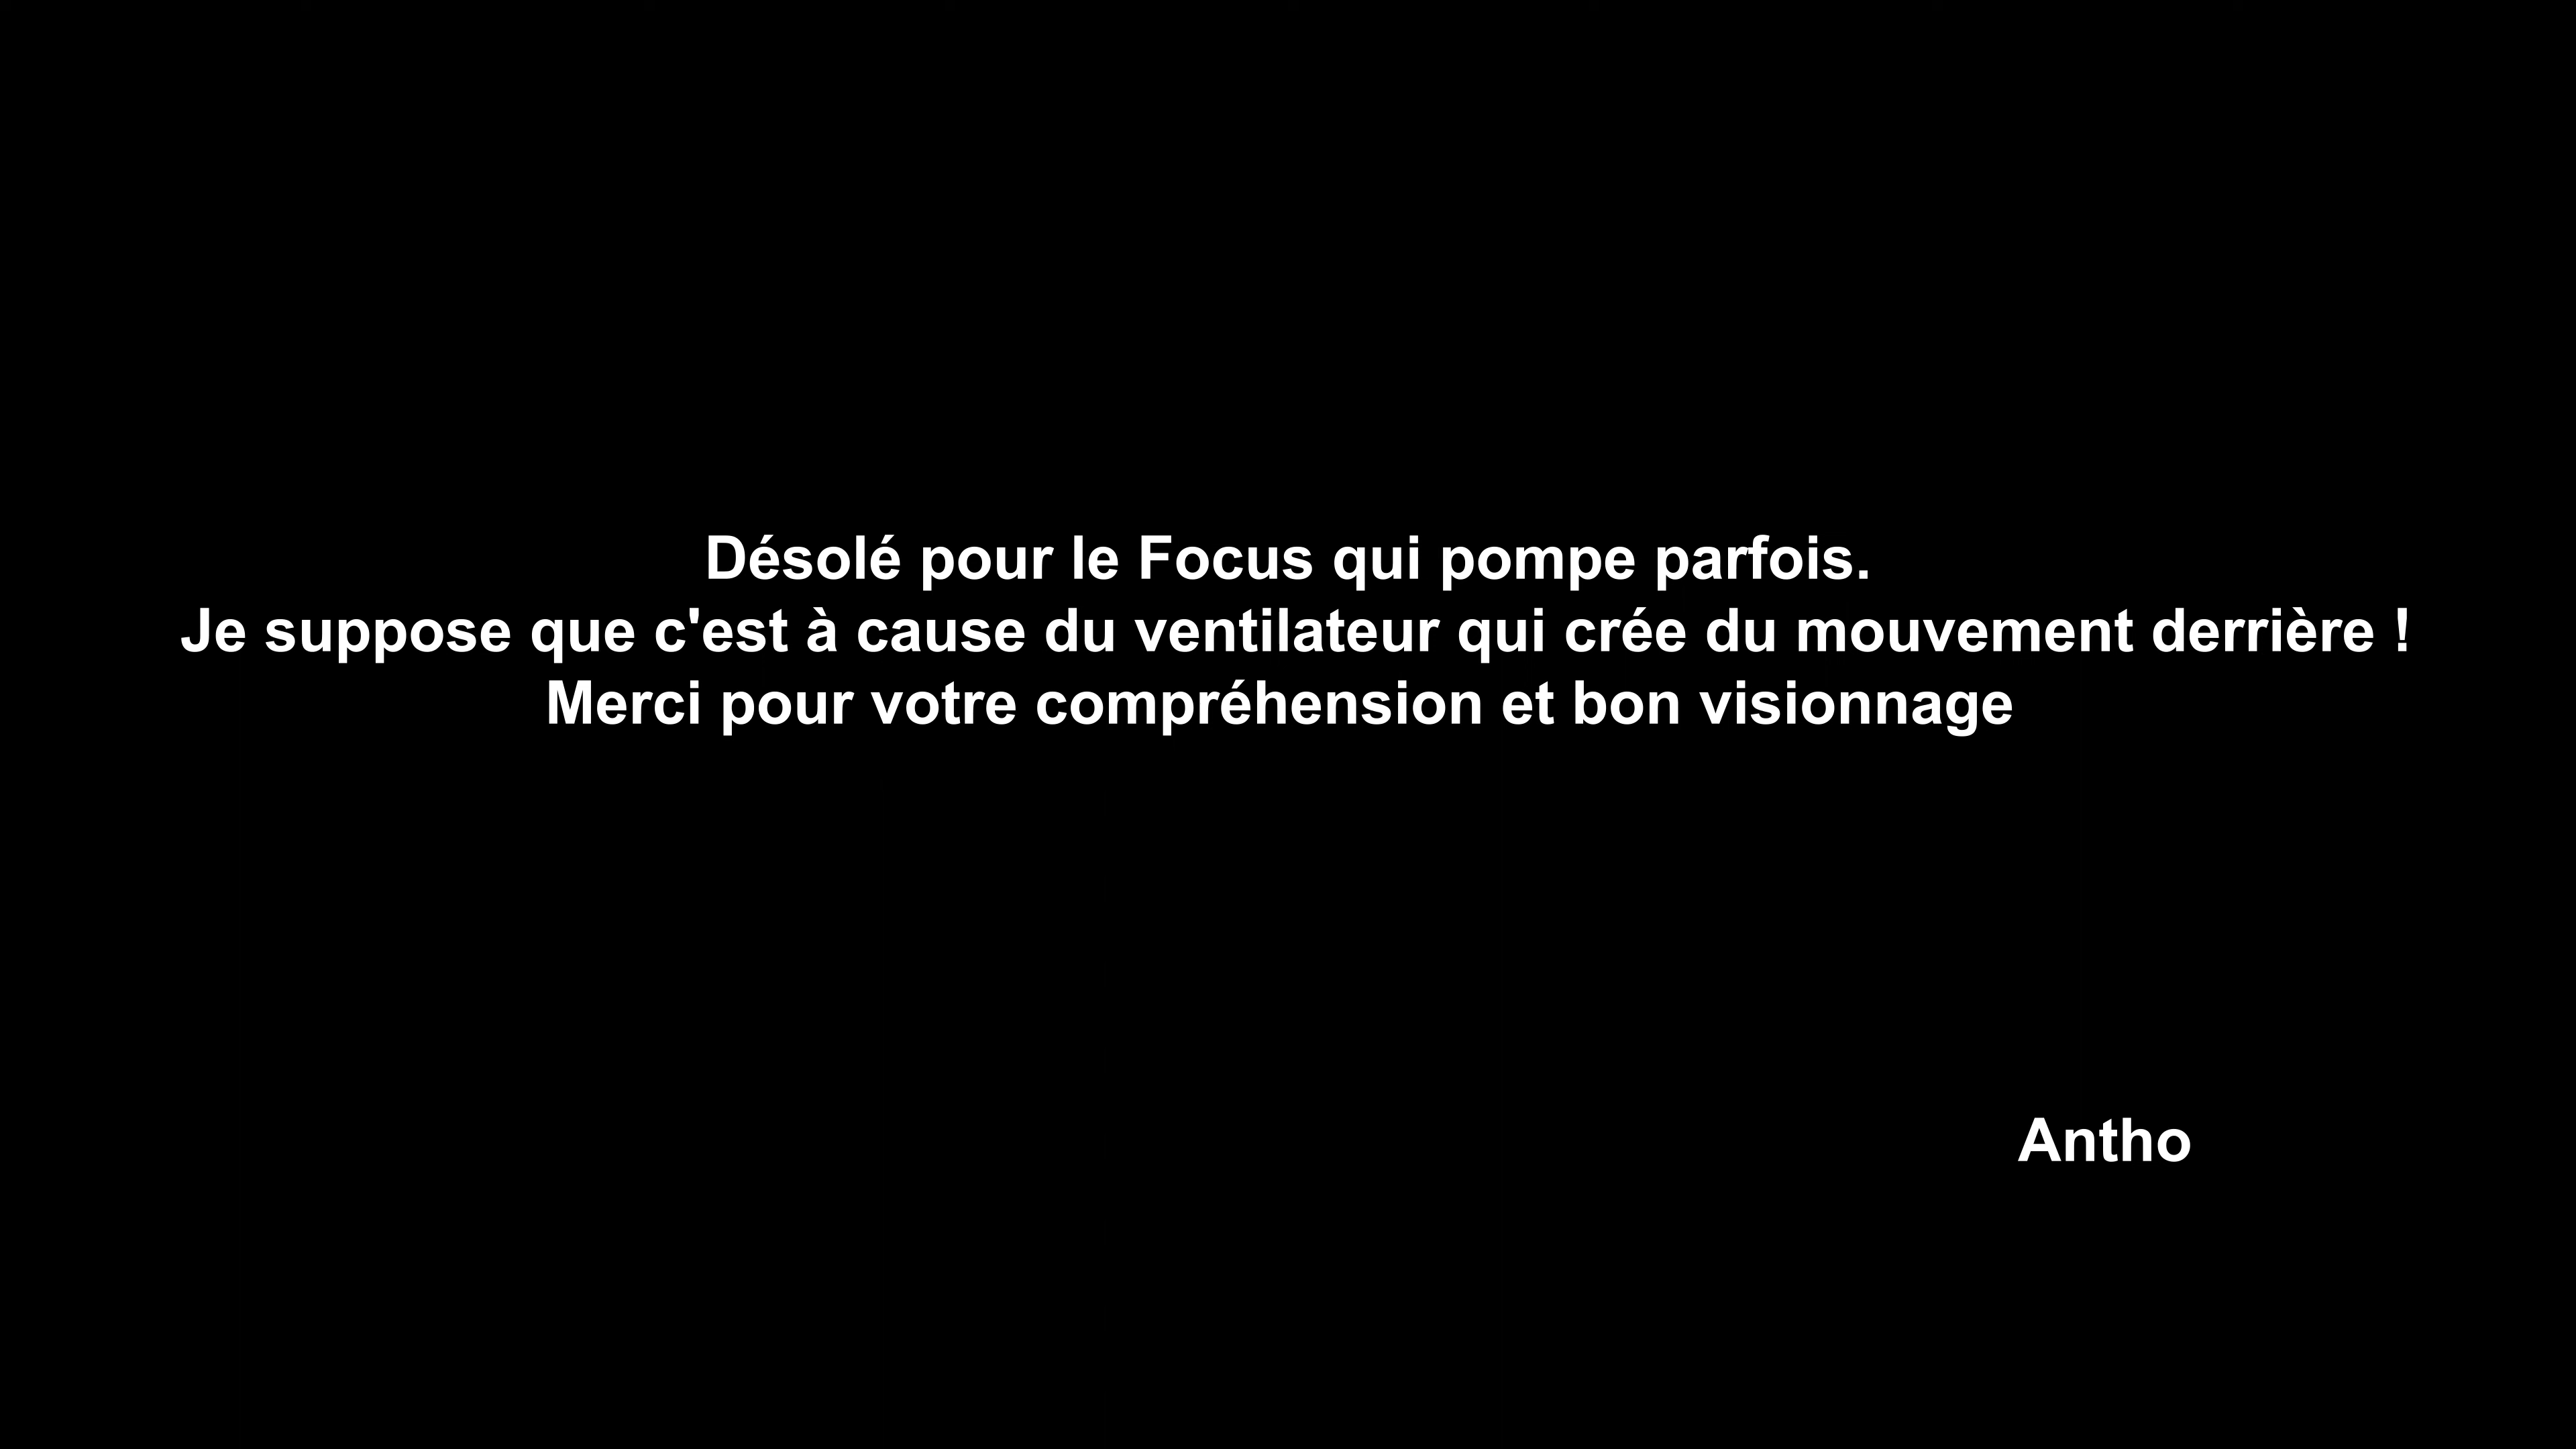 Désolé pour le Focus qui pompe parfois.
Je suppose que c'est à cause du ventilateur qui crée du mouvement derrière !
Merci pour votre compréhension et bon visionnage
Antho